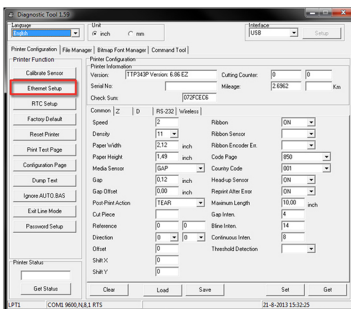 Diagnostic Tool 1.59
Language
English
Unit
inch
mm
Interface
USB
Setup
Printer Configuration
File Manager
Bitmap Font Manager
Command Tool
Printer Function
Calibrate Sensor
Ethernet Setup
RTC Setup
Factory Default
Reset Printer
Print Test Page
Configuration Page
Dump Text
Ignore AUTO.BAS
Exit Line Mode
Password Setup
Printer Status
Get Status
Printer Configuration
Printer Information
Version: TTP343P Version: 6.86 EZ Cutting Counter: 0 0
Serial No: Mileage: 2.6962 Km
Check Sum: 072FCEC6
Common Z D RS-232 Wireless
Speed 2 Ribbon ON
Density 11 Ribbon Sensor
Paper Width 2,12 inch Ribbon Encoder Err.
Paper Height 1,49 inch Code Page 850
Media Sensor GAP Country Code 001
Gap 0,12 inch Head-up Sensor ON
Gap Offset 0,00 inch Reprint After Error ON
Post-Print Action TEAR Maximum Length 10,00 inch
Cut Piece Gap Inten. 4
Reference 0 0 Bline Inten. 14
Direction 0 0 Continuous Inten. 8
Offset 0 Threshold Detection
Shift X 0
Shift Y 0
Clear Load Save Set Get
LPT1 COM1 9600,N,8,1 RTS 21-8-2013 15:32:25